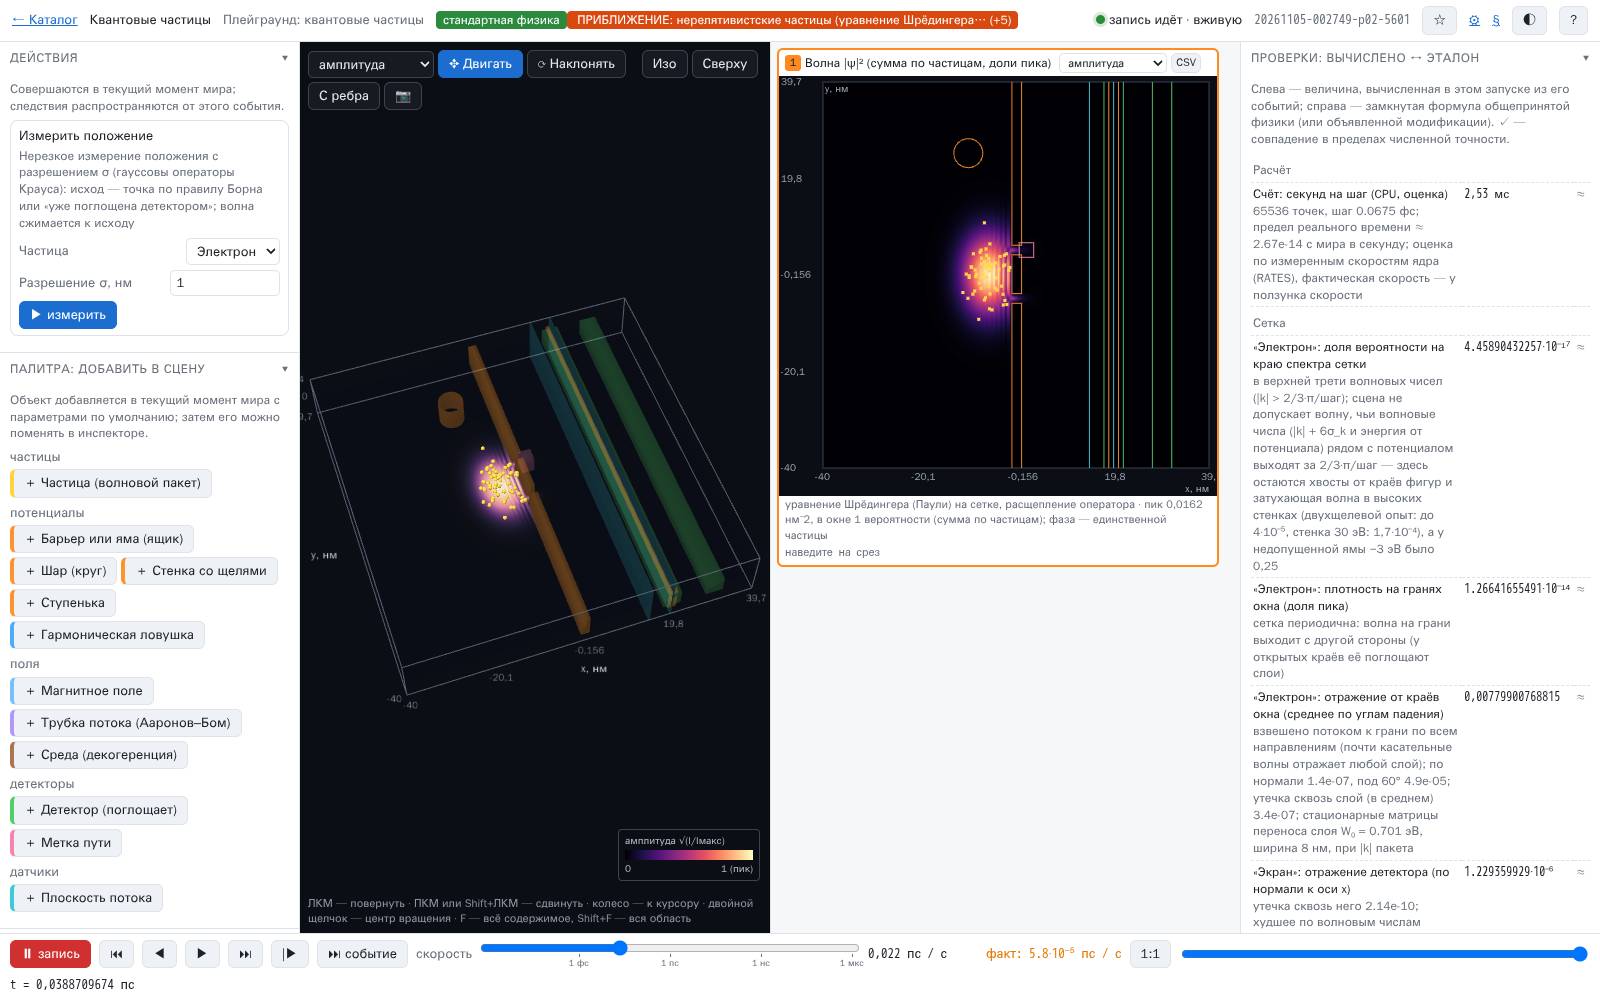 ← Каталог Квантовые частицы Плейграунд: квантовые частицы стандартная физика ПРИБЛИЖЕНИЕ: нерелятивистские частицы (уравнение Шрёдингера··· (+5) запись идёт · вживую 20261105-002749-p02-5601 ☆ ⚙ § ◐ ?
ДЕЙСТВИЯ ▼
Совершаются в текущий момент мира;
следствия распространяются от этого события.
Измерить положение
Нерезкое измерение положения с
разрешением σ (гауссовы операторы
Крауса): исход — точка по правилу Борна
или «уже поглощена детектором»; волна
сжимается к исходу
Частица Электрон
Разрешение σ, нм 1
▶ измерить
ПАЛИТРА: ДОБАВИТЬ В СЦЕНУ ▼
Объект добавляется в текущий момент мира с
параметрами по умолчанию; затем его можно
поменять в инспекторе.
частицы
+ Частица (волновой пакет)
потенциалы
+ Барьер или яма (ящик)
+ Шар (круг) + Стенка со щелями
+ Ступенька
+ Гармоническая ловушка
поля
+ Магнитное поле
+ Трубка потока (Ааронов–Бом)
+ Среда (декогеренция)
детекторы
+ Детектор (поглощает)
+ Метка пути
датчики
+ Плоскость потока
амплитуда ✥ Двигать ⟳ Наклонять Изо Сверху
С ребра 📷
y, нм
39,7
19,8
-0,156
x, нм
-20,1
-40
-40
амплитуда √(I/Iмакс)
0 1 (пик)
ЛКМ — повернуть · ПКМ или Shift+ЛКМ — сдвинуть · колесо — к курсору · двойной
щелчок — центр вращения · F — всё содержимое, Shift+F — вся область
1 Волна |ψ|² (сумма по частицам, доли пика) амплитуда CSV
39,7
y, нм
19,8
-0,156
-20,1
-40
-40 -20,1 -0,156 19,8 39,
x, нм
уравнение Шрёдингера (Паули) на сетке, расщепление оператора · пик 0,0162
нм⁻2, в окне 1 вероятности (сумма по частицам); фаза — единственной
частицы
наведите на срез
ПРОВЕРКИ: ВЫЧИСЛЕНО ↔ ЭТАЛОН ▼
Слева — величина, вычисленная в этом запуске из его
событий; справа — замкнутая формула общепринятой
физики (или объявленной модификации). ✓ —
совпадение в пределах численной точности.
Расчёт
Счёт: секунд на шаг (CPU, оценка) 2,53 мс ≈
65536 точек, шаг 0.0675 фс;
предел реального времени ≈
2.67e-14 с мира в секунду; оценка
по измеренным скоростям ядра
(RATES), фактическая скорость — у
ползунка скорости
Сетка
«Электрон»: доля вероятности на 4.45890432257·10⁻¹⁷ ≈
краю спектра сетки
в верхней трети волновых чисел
(|k| > 2/3·π/шаг); сцена не
допускает волну, чьи волновые
числа (|k| + 6σ_k и энергия от
потенциала) рядом с потенциалом
выходят за 2/3·π/шаг — здесь
остаются хвосты от краёв фигур и
затухающая волна в высоких
стенках (двухщелевой опыт: до
4·10⁻⁵, стенка 30 эВ: 1,7·10⁻⁴), а у
недопущенной ямы −3 эВ было
0,25
«Электрон»: плотность на гранях 1.26641655491·10⁻¹⁴ ≈
окна (доля пика)
сетка периодична: волна на грани
выходит с другой стороны (у
открытых краёв её поглощают
слои)
«Электрон»: отражение от краёв 0,00779900768815 ≈
окна (среднее по углам падения)
взвешено потоком к грани по всем
направлениям (почти касательные
волны отражает любой слой); по
нормали 1.4e-07, под 60° 4.9e-05;
утечка сквозь слой (в среднем)
3.4e-07; стационарные матрицы
переноса слоя W₀ = 0.701 эВ,
ширина 8 нм, при |k| пакета
«Экран»: отражение детектора (по 1.229359929·10⁻⁶ ≈
нормали к оси x)
утечка сквозь него 2.14e-10;
худшее по волновым числам
⏸ запись ⏮ ◀ ▶ ⏭ |▶ ⏭ событие скорость 1 фс 1 пс 1 нс 1 мкс 0,022 пс / с факт: 5.8·10⁻⁵ пс / с 1:1
t = 0,0388709674 пс